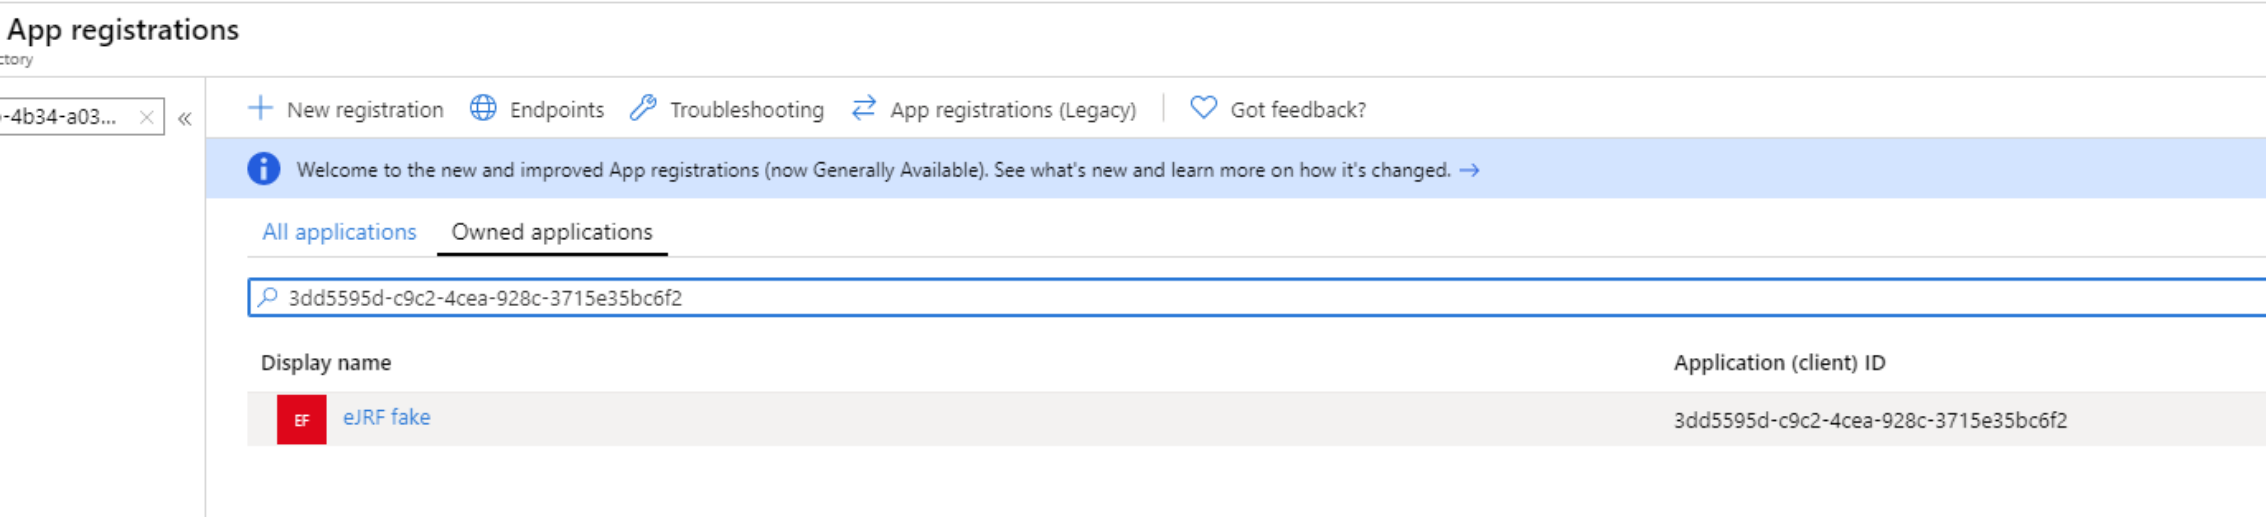 App registrations
ctory
-4b34-a03...
New registration Endpoints Troubleshooting App registrations (Legacy) Got feedback?
Welcome to the new and improved App registrations (now Generally Available). See what's new and learn more on how it's changed. →
All applications Owned applications
3dd5595d-c9c2-4cea-928c-3715e35bc6f2
Display name Application (client) ID
EF eJRF fake 3dd5595d-c9c2-4cea-928c-3715e35bc6f2